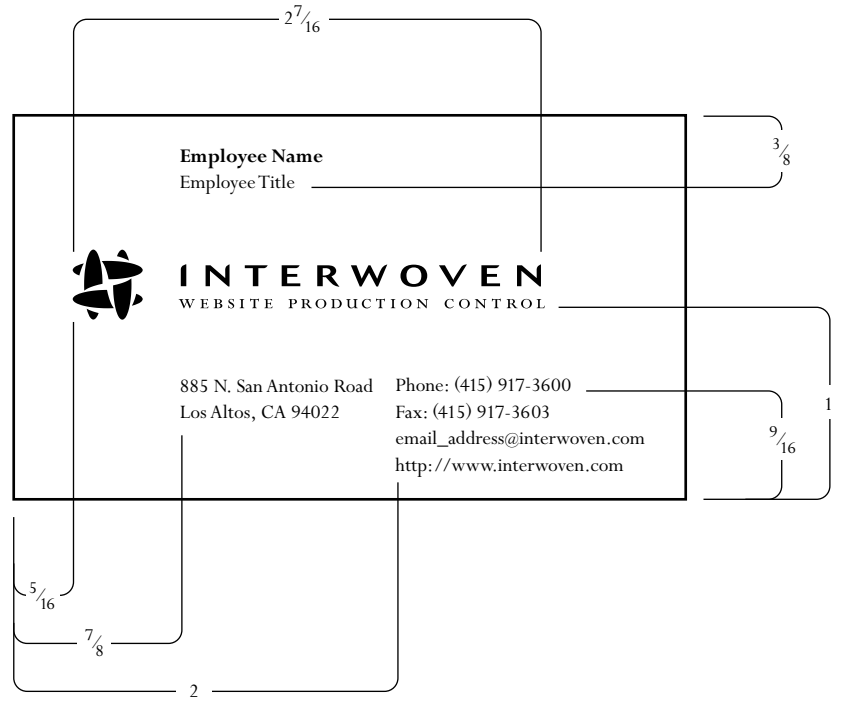 2 7/16
Employee Name
Employee Title
3/8
INTERWOVEN
WEBSITE PRODUCTION CONTROL
885 N. San Antonio Road
Los Altos, CA 94022
Phone: (415) 917-3600
Fax: (415) 917-3603
email_address@interwoven.com
http://www.interwoven.com
1
9/16
5/16
7/8
2